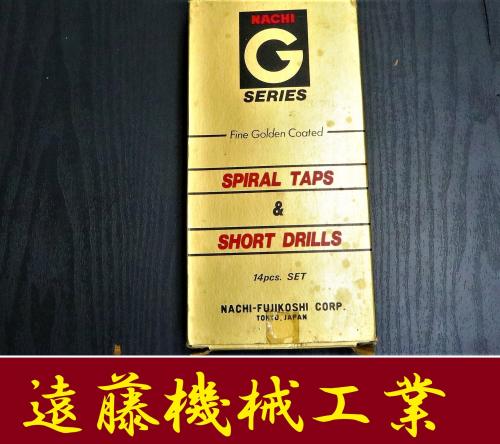 NACHI
G
SERIES
Fine Golden Coated
SPIRAL TAPS
&
SHORT DRILLS
14pcs. SET
NACHI-FUJIKOSHI CORP.
TOKYO, JAPAN
遠藤機械工業